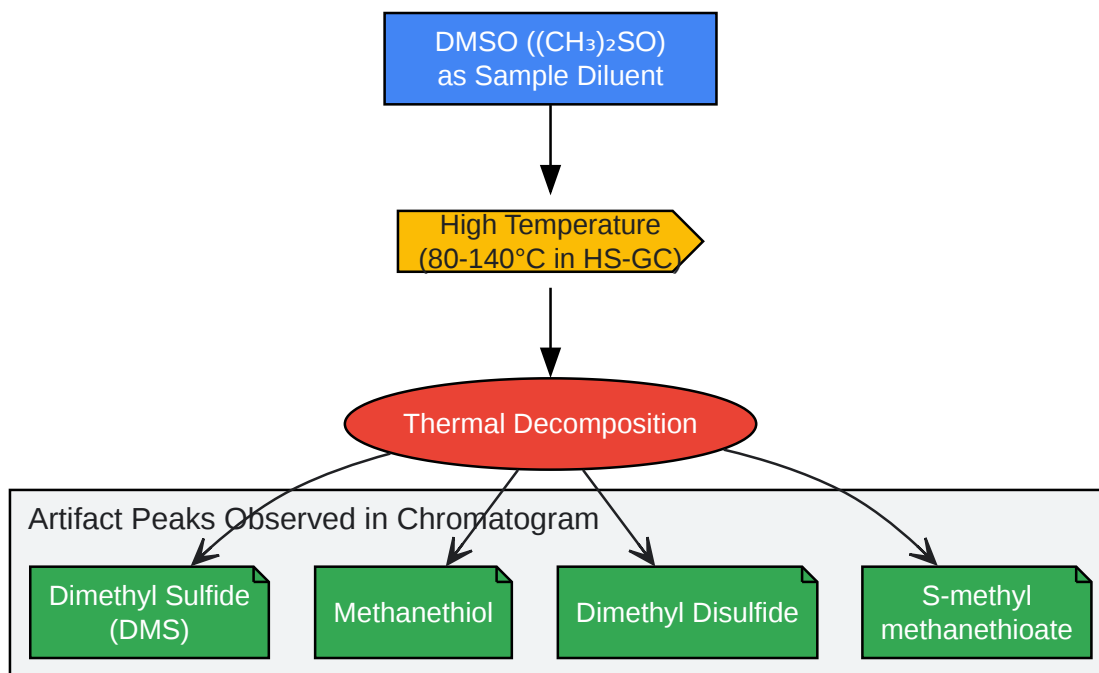 DMSO ((CH₃)₂SO)
as Sample Diluent
High Temperature
(80-140°C in HS-GC)
Thermal Decomposition
Artifact Peaks Observed in Chromatogram
Dimethyl Sulfide
(DMS)
Methanethiol
Dimethyl Disulfide
S-methyl
methanethioate